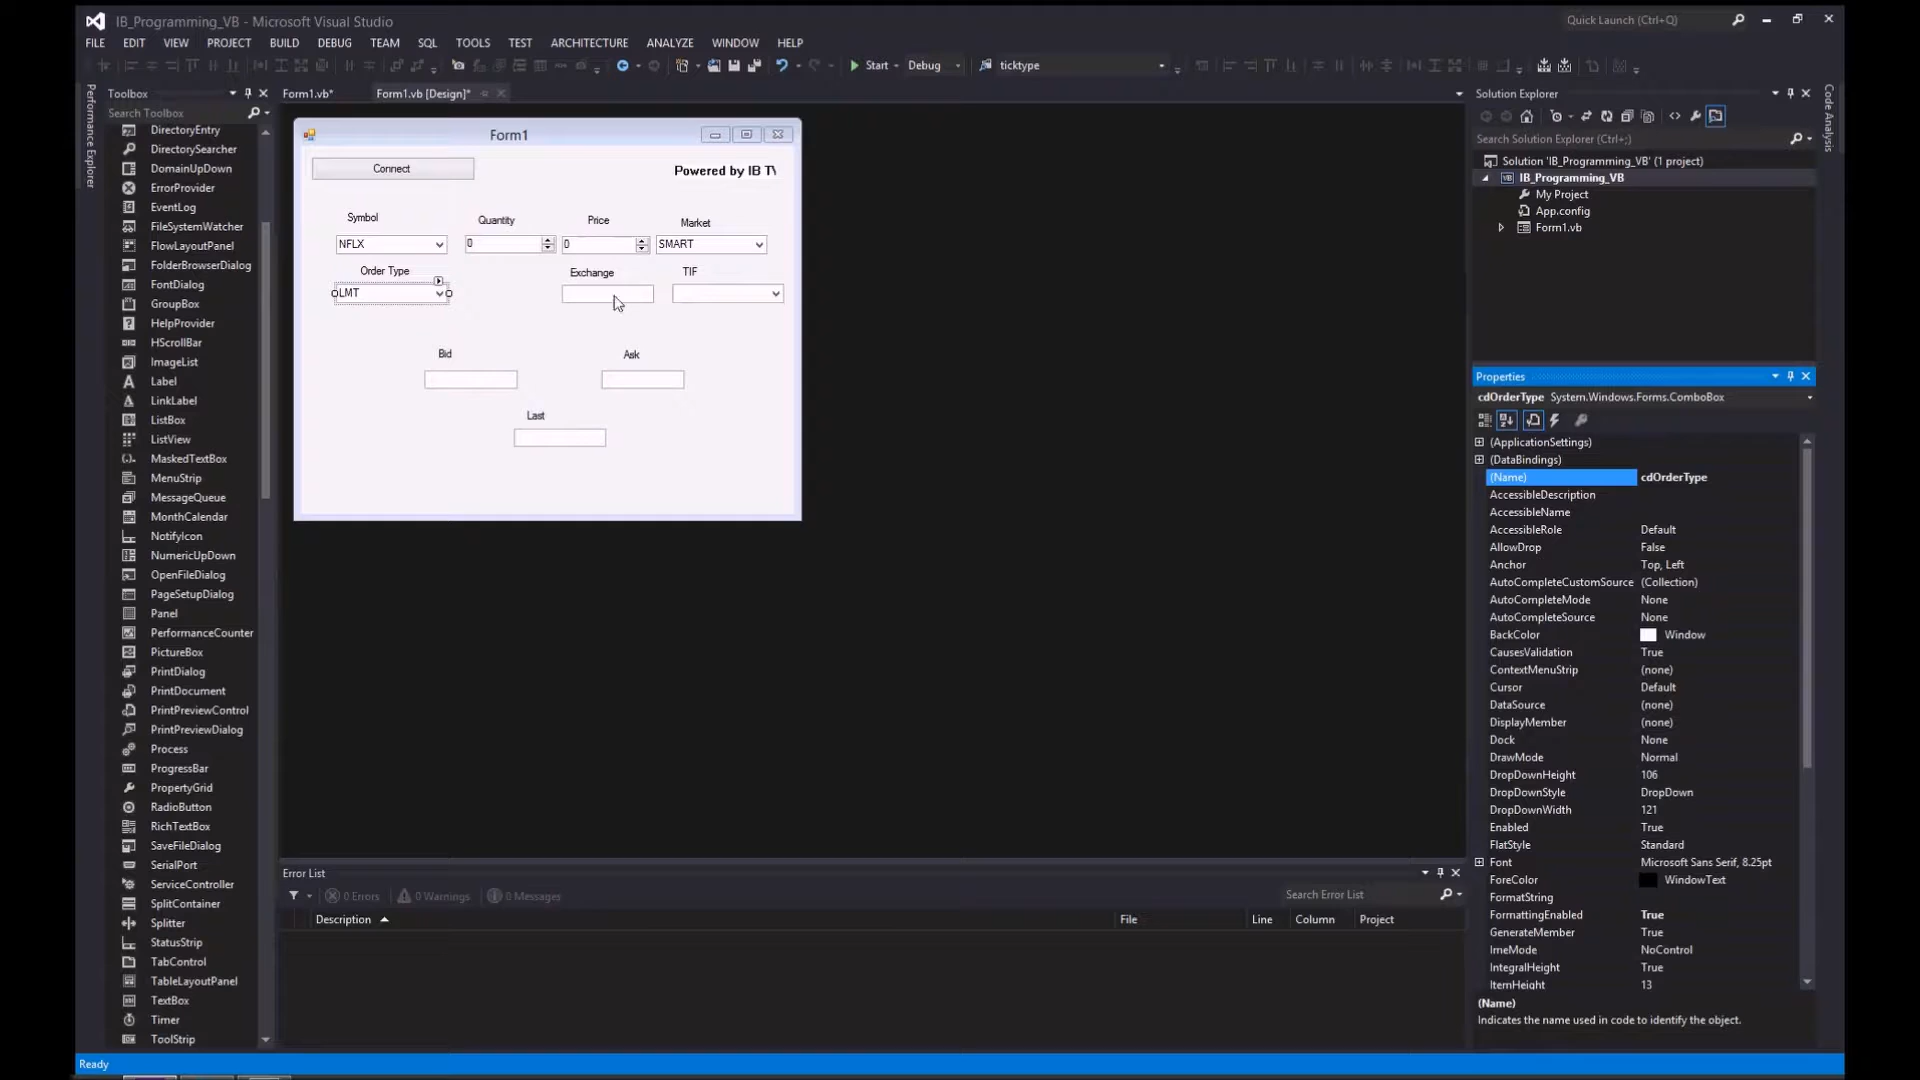 IB_Programming_VB - Microsoft Visual Studio
Quick Launch (Ctrl+Q)
FILE EDIT VIEW PROJECT BUILD DEBUG TEAM SQL TOOLS TEST ARCHITECTURE ANALYZE WINDOW HELP
Start Debug ticktype
Performance Explorer
Toolbox
Search Toolbox
DirectoryEntry
DirectorySearcher
DomainUpDown
ErrorProvider
EventLog
FileSystemWatcher
FlowLayoutPanel
FolderBrowserDialog
FontDialog
GroupBox
HelpProvider
HScrollBar
ImageList
Label
LinkLabel
ListBox
ListView
MaskedTextBox
MenuStrip
MessageQueue
MonthCalendar
NotifyIcon
NumericUpDown
OpenFileDialog
PageSetupDialog
Panel
PerformanceCounter
PictureBox
PrintDialog
PrintDocument
PrintPreviewControl
PrintPreviewDialog
Process
ProgressBar
PropertyGrid
RadioButton
RichTextBox
SaveFileDialog
SerialPort
ServiceController
SplitContainer
Splitter
StatusStrip
TabControl
TableLayoutPanel
TextBox
Timer
ToolStrip
Form1.vb* Form1.vb [Design]*
Form1
Connect
Powered by IB T\
Symbol Quantity Price Market
NFLX 0 0 SMART
Order Type Exchange TIF
LMT
Bid Ask
Last
Error List
0 Errors 0 Warnings 0 Messages
Search Error List
Description File Line Column Project
Solution Explorer
Search Solution Explorer (Ctrl+;)
Solution 'IB_Programming_VB' (1 project)
VB IB_Programming_VB
My Project
App.config
Form1.vb
Code Analysis
Properties
cdOrderType System.Windows.Forms.ComboBox
(ApplicationSettings)
(DataBindings)
(Name) cdOrderType
AccessibleDescription
AccessibleName
AccessibleRole Default
AllowDrop False
Anchor Top, Left
AutoCompleteCustomSource (Collection)
AutoCompleteMode None
AutoCompleteSource None
BackColor Window
CausesValidation True
ContextMenuStrip (none)
Cursor Default
DataSource (none)
DisplayMember (none)
Dock None
DrawMode Normal
DropDownHeight 106
DropDownStyle DropDown
DropDownWidth 121
Enabled True
FlatStyle Standard
Font Microsoft Sans Serif, 8.25pt
ForeColor WindowText
FormatString
FormattingEnabled True
GenerateMember True
ImeMode NoControl
IntegralHeight True
ItemHeight 13
(Name)
Indicates the name used in code to identify the object.
Ready